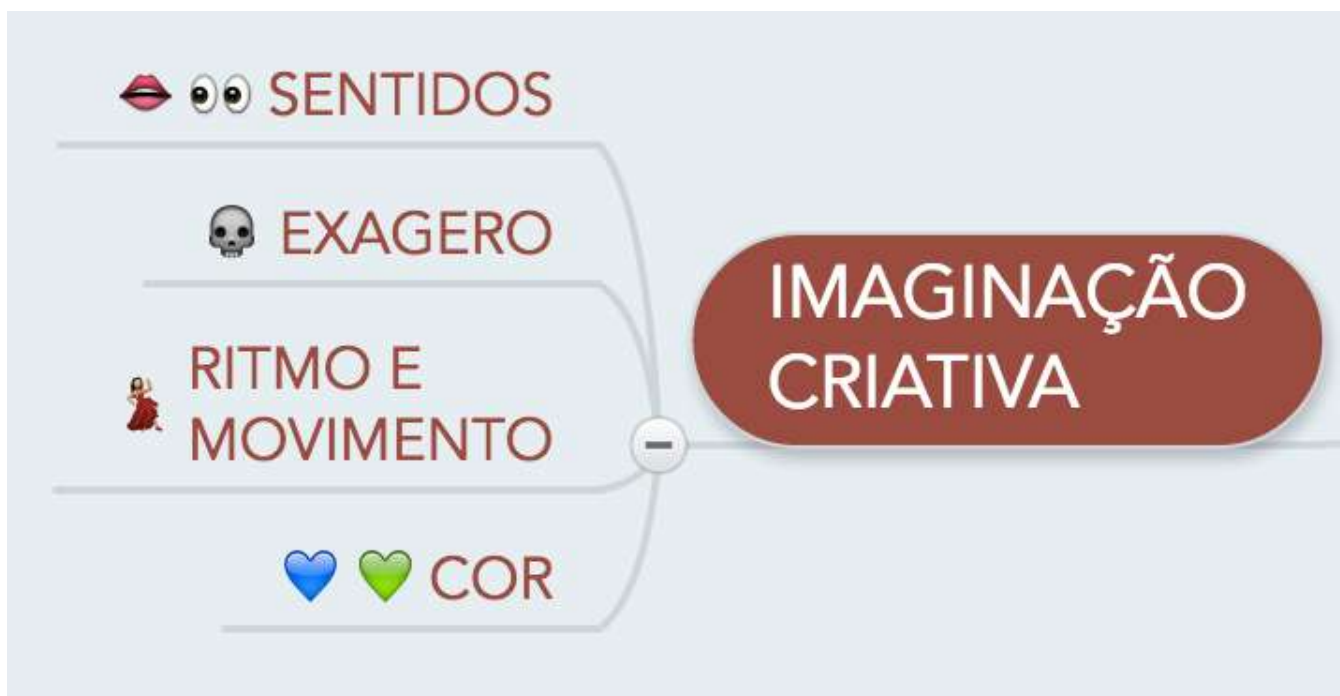 SENTIDOS
EXAGERO
RITMO E
MOVIMENTO
COR
IMAGINAÇÃO
CRIATIVA